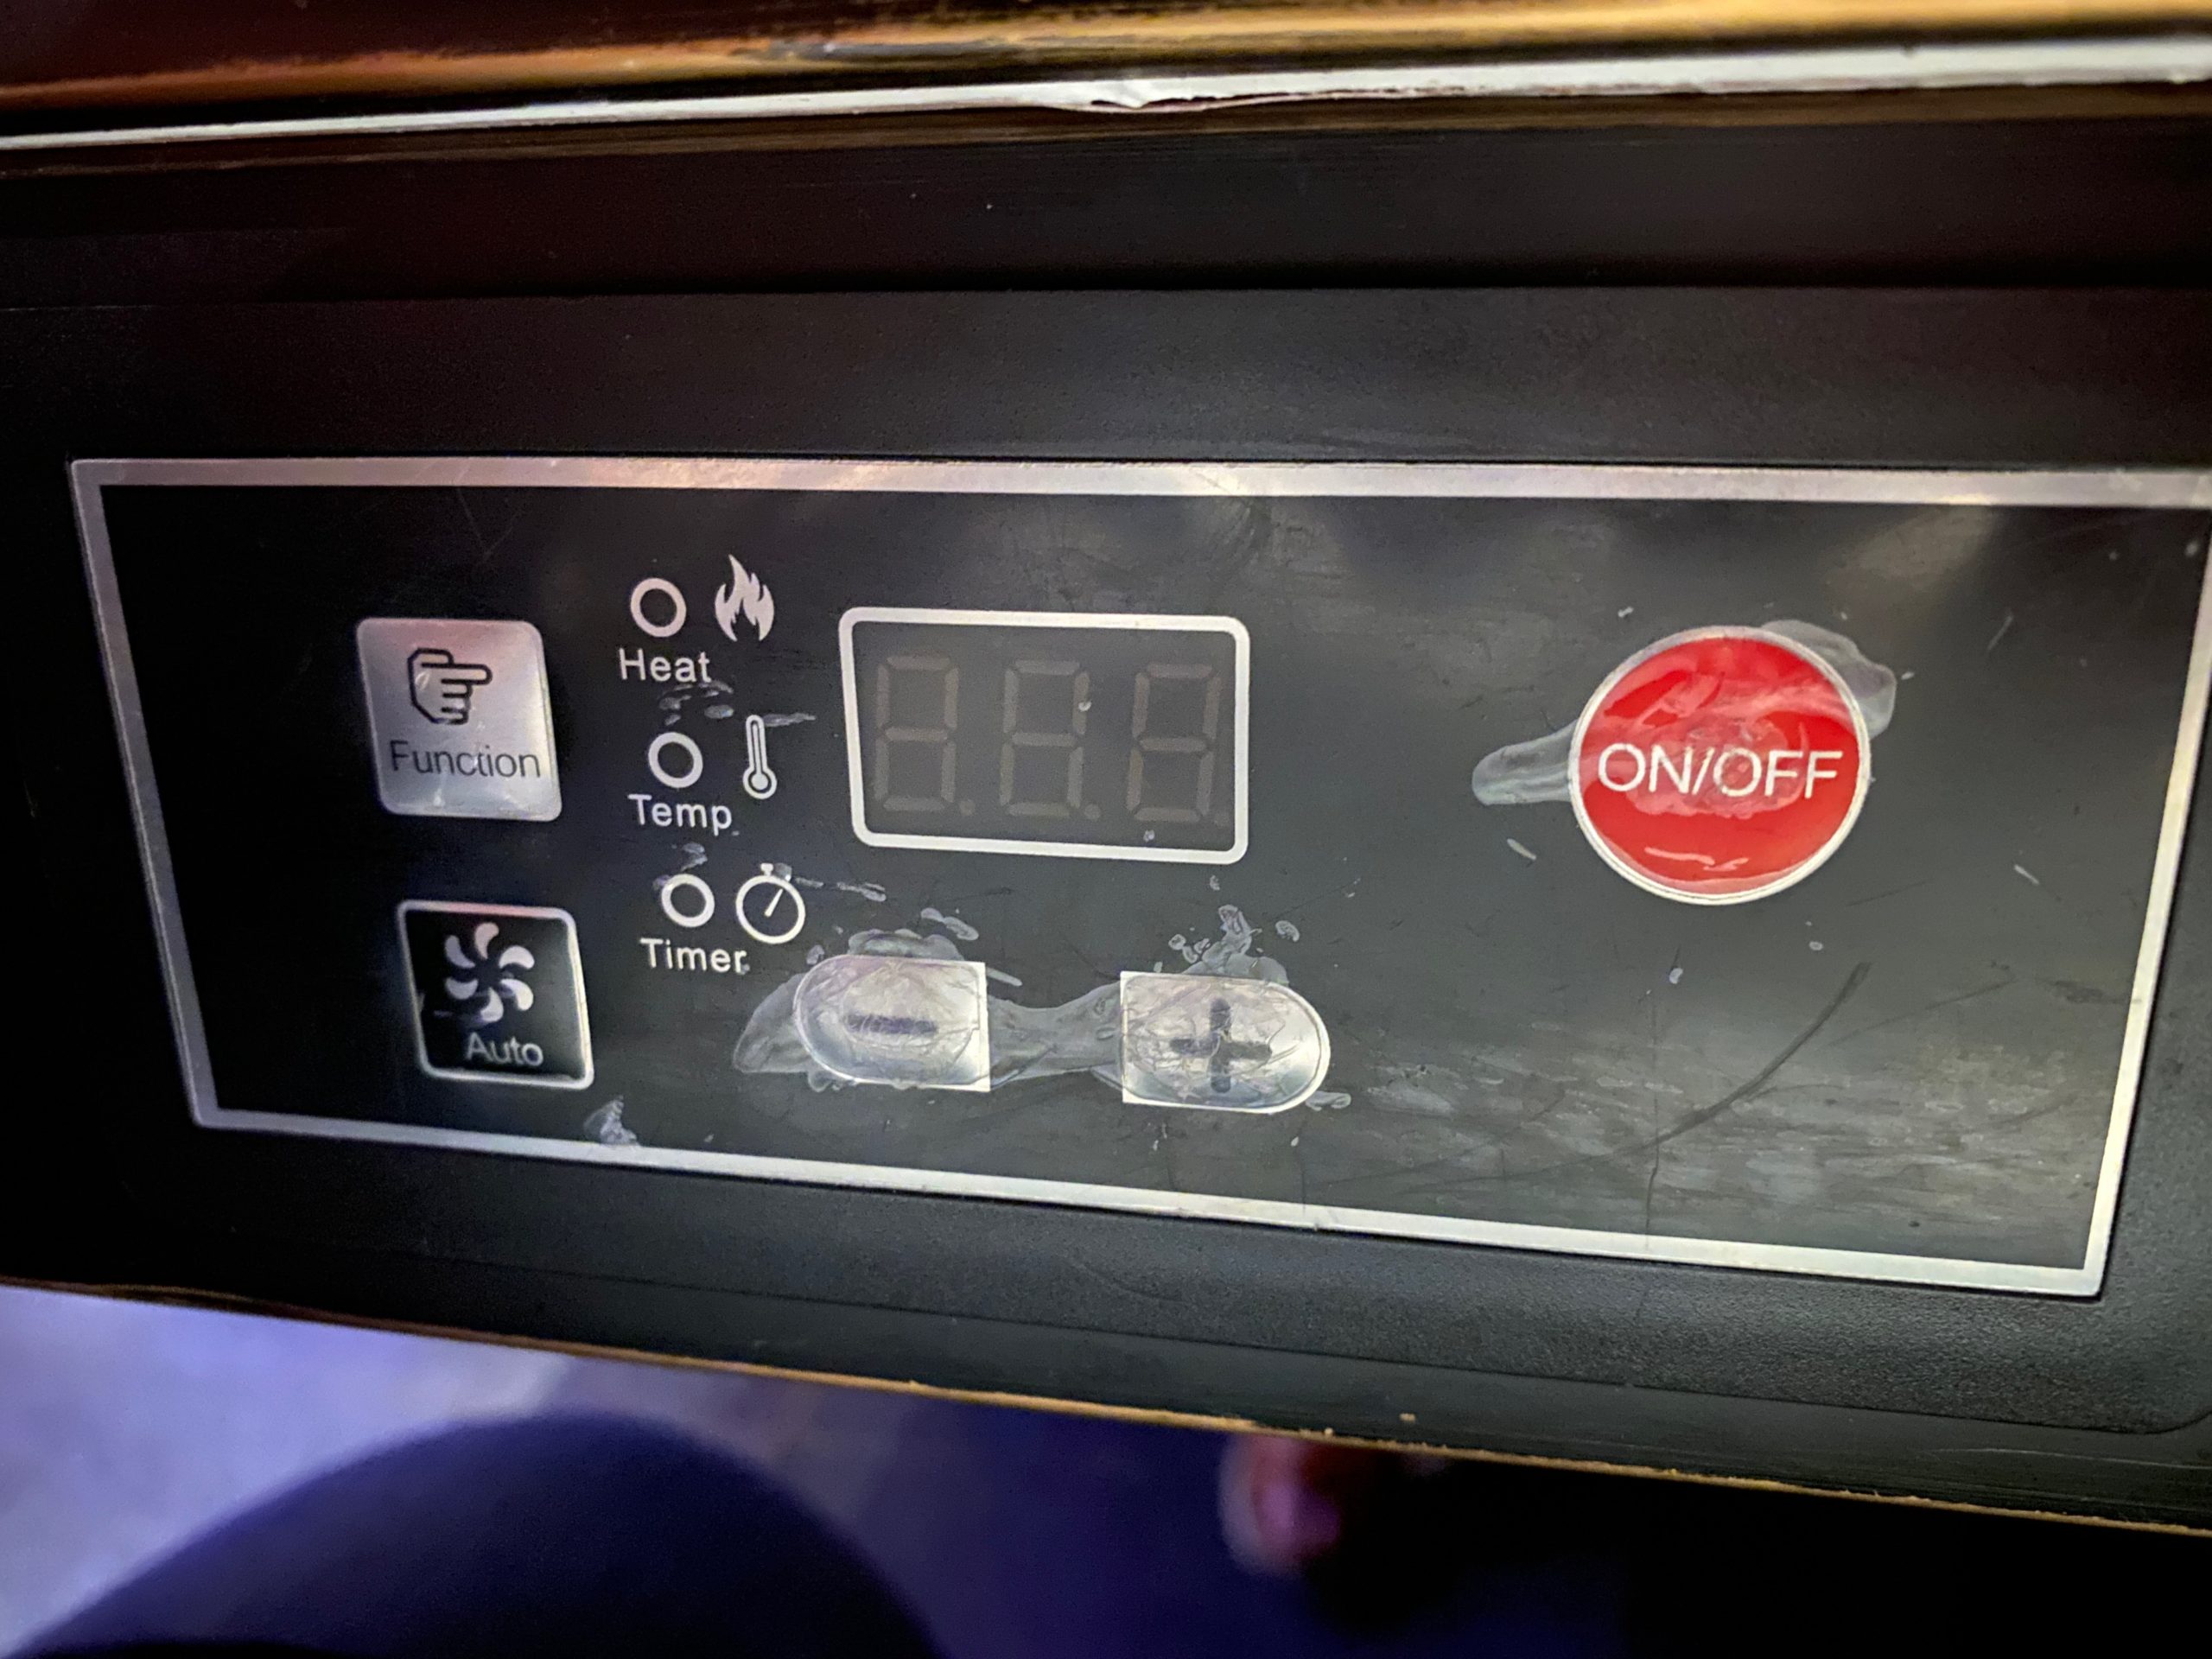 Function
Heat
Temp
Timer
Auto
-
+
ON/OFF